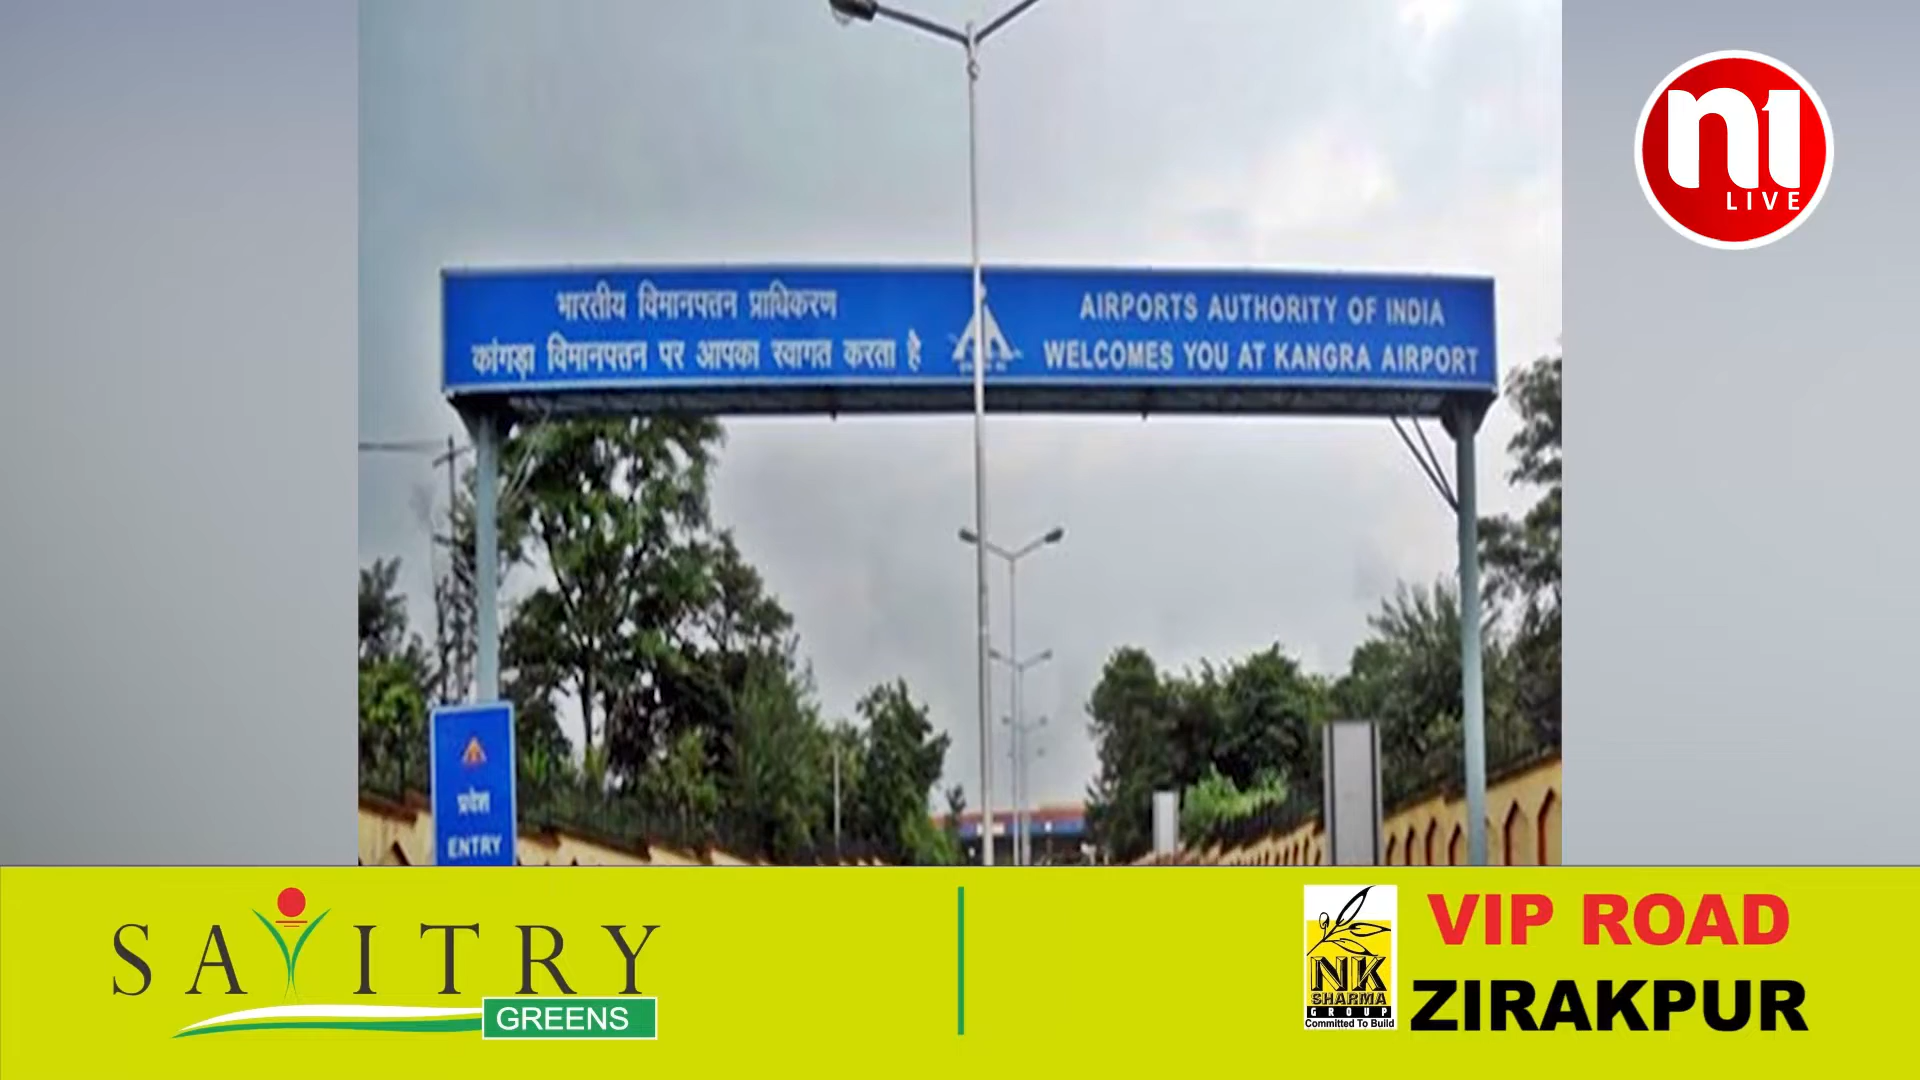 n1
LIVE
भारतीय विमानपत्तन प्राधिकरण
कांगड़ा विमानपत्तन पर आपका स्वागत करता है
AIRPORTS AUTHORITY OF INDIA
WELCOMES YOU AT KANGRA AIRPORT
प्रवेश
ENTRY
SAVITRY
GREENS
NK
SHARMA
GROUP
Committed To Build
VIP ROAD
ZIRAKPUR